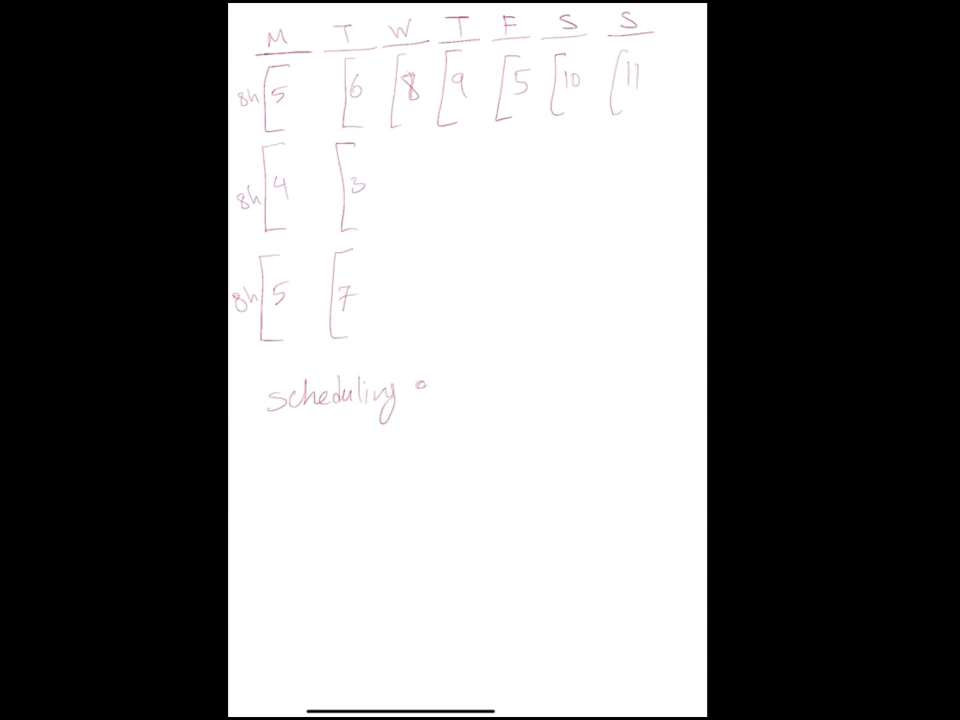 M T W T F S S
8h [5 [6 [8 [9 [5 [10 [11
8h [4 [3
8h [5 [7
scheduling